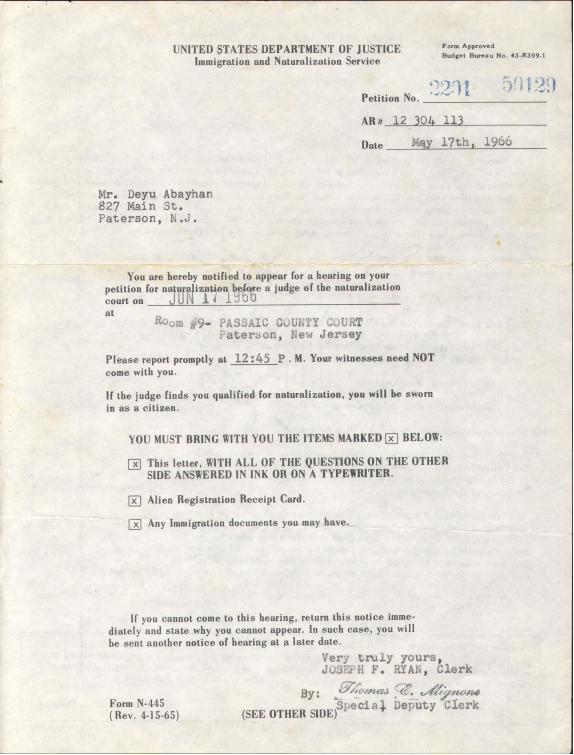 UNITED STATES DEPARTMENT OF JUSTICE
Immigration and Naturalization Service
Form Approved
Budget Bureau No. 43-R399.1
Petition No. 2201 50129
AR# 12 304 113
Date May 17th, 1966
Mr. Deyu Abayhan
827 Main St.
Paterson, N.J.
You are hereby notified to appear for a hearing on your
petition for naturalization before a judge of the naturalization
court on JUN 17 1966
at
Room #9- PASSAIC COUNTY COURT
Paterson, New Jersey
Please report promptly at 12:45 P. M. Your witnesses need NOT
come with you.
If the judge finds you qualified for naturalization, you will be sworn
in as a citizen.
YOU MUST BRING WITH YOU THE ITEMS MARKED x BELOW:
x This letter, WITH ALL OF THE QUESTIONS ON THE OTHER
SIDE ANSWERED IN INK OR ON A TYPEWRITER.
x Alien Registration Receipt Card.
x Any Immigration documents you may have.
If you cannot come to this hearing, return this notice imme-
diately and state why you cannot appear. In such case, you will
be sent another notice of hearing at a later date.
Very truly yours,
JOSEPH F. RYAN, Clerk
By: Thomas E. Mignone
Special Deputy Clerk
Form N-445
(Rev. 4-15-65)
(SEE OTHER SIDE)